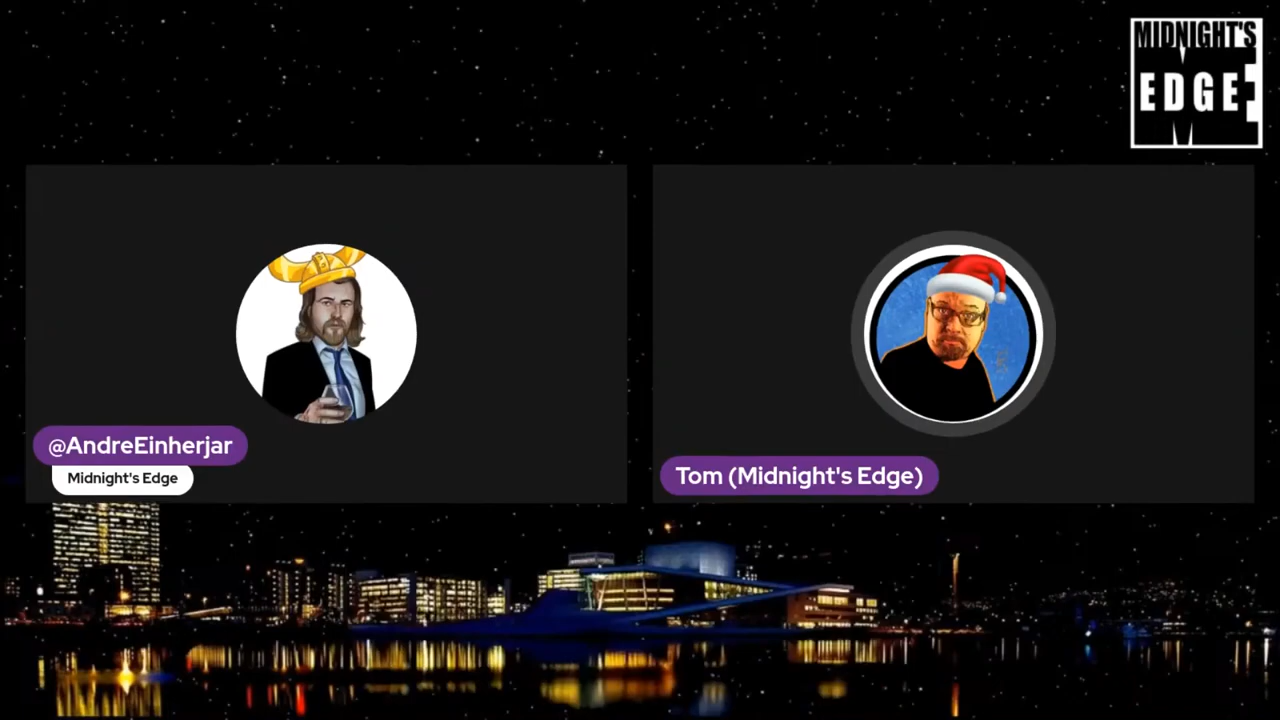 MIDNIGHT'S
EDGE
@AndreEinherjar
Midnight's Edge
Tom (Midnight's Edge)